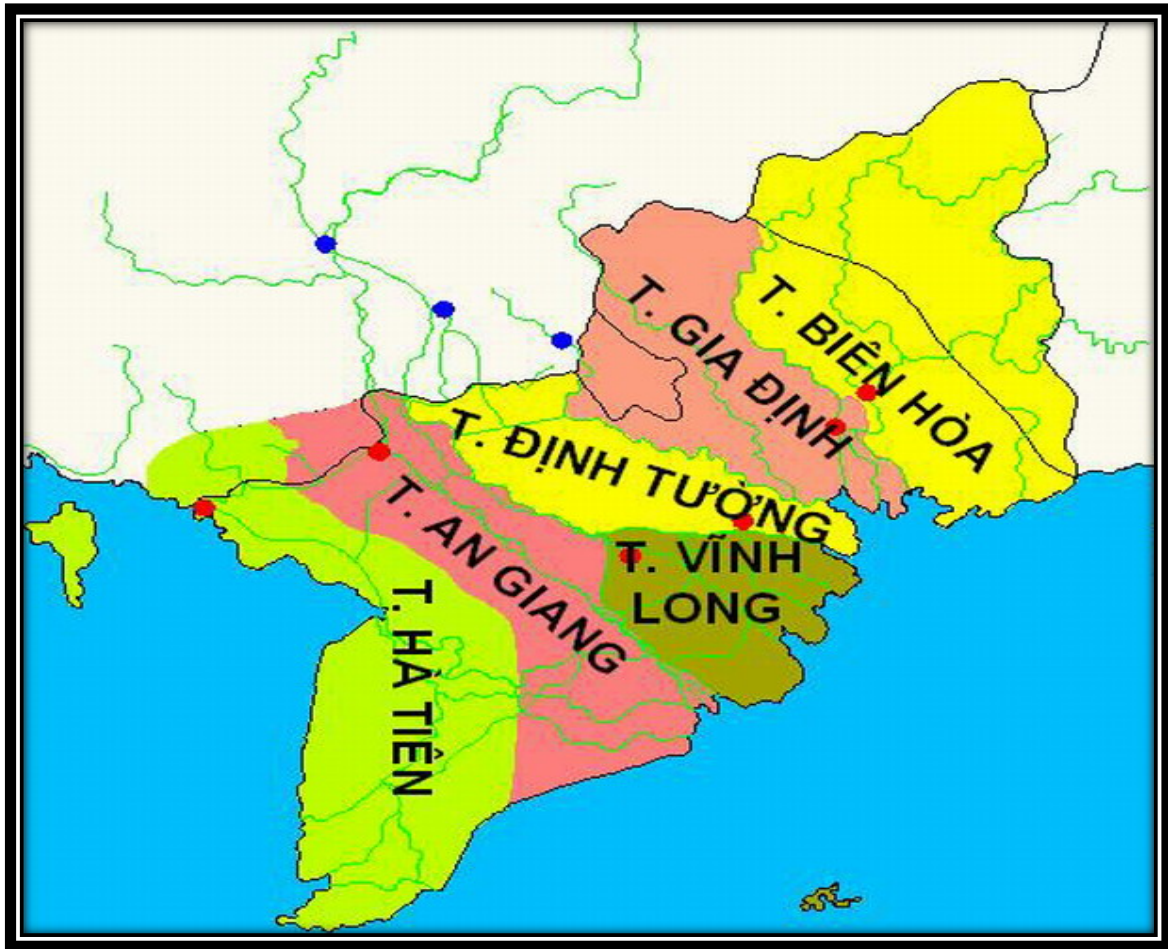 T. BIÊN HÒA
T. GIA ĐỊNH
T. ĐỊNH TƯỜNG
T. VĨNH
LONG
T. AN GIANG
T. HÀ TIÊN